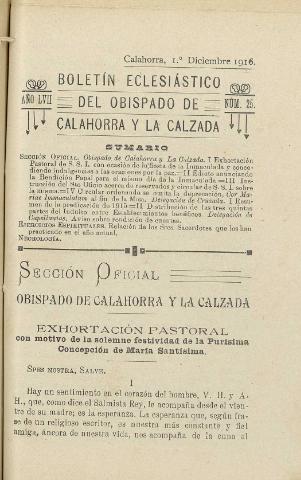 Calahorra, 1.º Diciembre 1916.
BOLETÍN ECLESIÁSTICO
AÑO LVII
DEL OBISPADO DE
NÚM. 25.
CALAHORRA Y LA CALZADA
SUMARIO
SECCIÓN OFICIAL. Obispado de Calahorra y La Calzada. I Exhortación
Pastoral de S. S. I. con ocasión de la fiesta de la Inmaculada y conce-
diendo indulgencias a las oraciones por la paz.—II Edicto anunciando
la Bendición Papal para el mismo día de la Inmaculada.—III Ins-
trucción del Sto Oficio acerca de reservados y circular de S. S. I. sobre
la misma.—V Circular ordenando la deprecación, Cor Ma-
riae Immaculatum al fin de la Misa. Delegación de Cruzada. I Resu-
men de la predicación de 1915—II Distribución de las tres quintas
partes del Indulto entre Establecimientos benéficos. Delegación de
Capellanías. Aviso sobre rendición de cuentas.
EJERCICIOS ESPIRITUALES. Relación de los Sres. Sacerdotes que los han
practicado en el año actual.
NECROLOGÍA.
SECCIÓN OFICIAL
OBISPADO DE CALAHORRA Y LA CALZADA
EXHORTACIÓN PASTORAL
con motivo de la solemne festividad de la Purísima
Concepción de María Santísima.
SPES NOSTRA, SALVE.
I
Hay un sentimiento en el corazón del hombre, V. H. y A.
H., que, como dice el Salmista Rey, le acompaña desde el vien-
tre de su madre; es la esperanza. La esperanza que, según fra-
se de un religioso escritor, es nuestra más constante y fiel
amiga, áncora de nuestra vida, nos acompaña de la cuna al